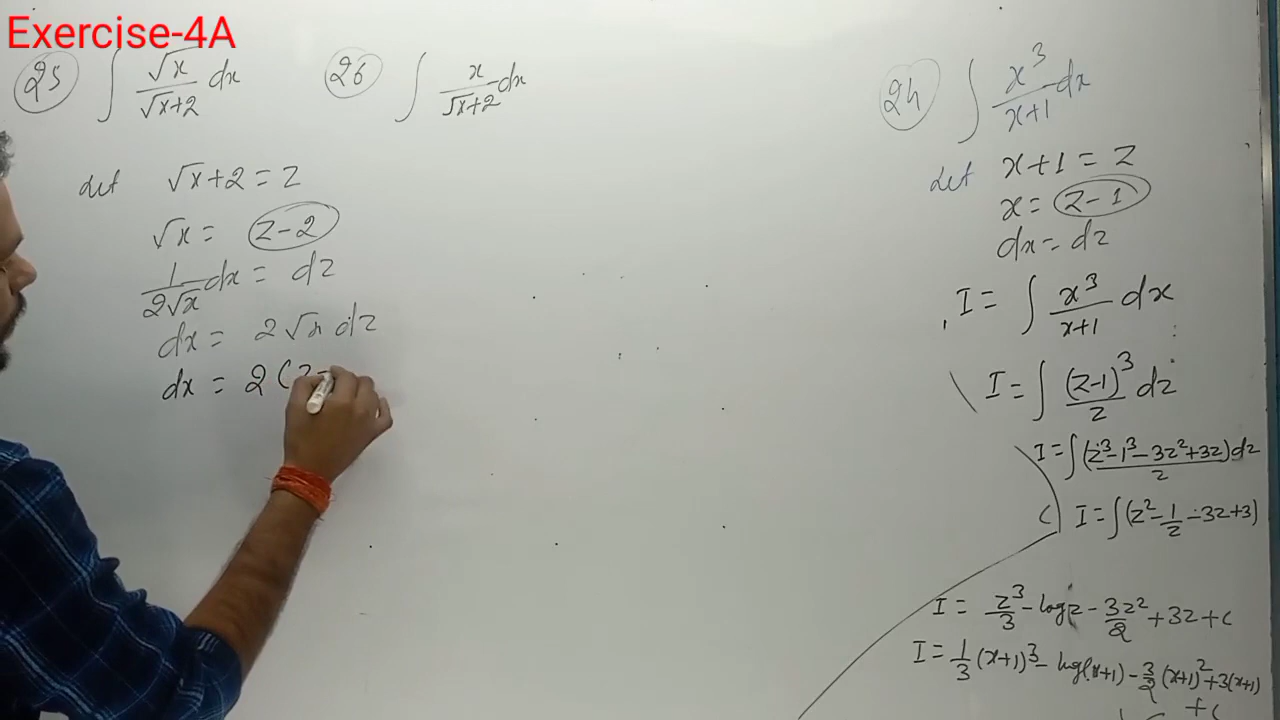 Exercise-4A
25 ∫ √x/(√x+2) dx
Let √x+2 = z
√x = z-2
1/(2√x) dx = dz
dx = 2√x dz
dx = 2(z-
26 ∫ x/(√x+2) dx
24 ∫ x³/(x+1) dx
Let x+1 = z
x = z-1
dx = dz
I = ∫ x³/(x+1) dx
I = ∫ (z-1)³/z dz
I = ∫ (z³-1³-3z²+3z)dz/z
I = ∫ (z²-1/z-3z+3)
I = z³/3 - log z - 3z²/2 + 3z + c
I = 1/3 (x+1)³ - log(x+1) - 3/2 (x+1)² + 3(x+1)
+ c